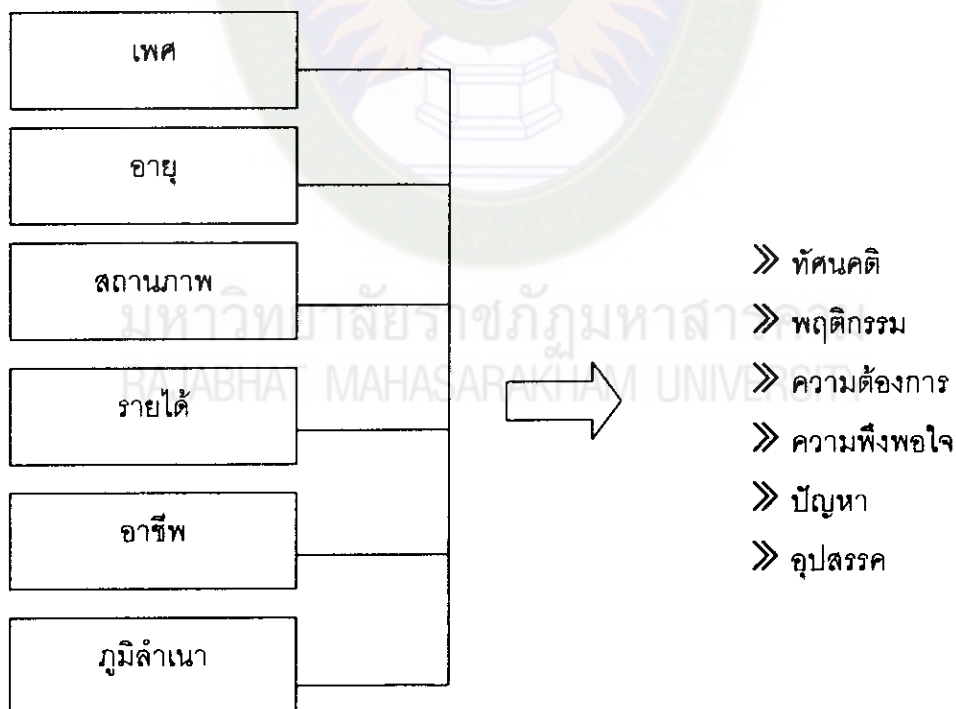 เพศ
อายุ
สถานภาพ
รายได้
อาชีพ
ภูมิลำเนา
» ทัศนคติ
» พฤติกรรม
» ความต้องการ
» ความพึงพอใจ
» ปัญหา
» อุปสรรค
มหาวิทยาลัยราชภัฏมหาสารคาม
RAJABHAT MAHASARAKHAM UNIVERSITY